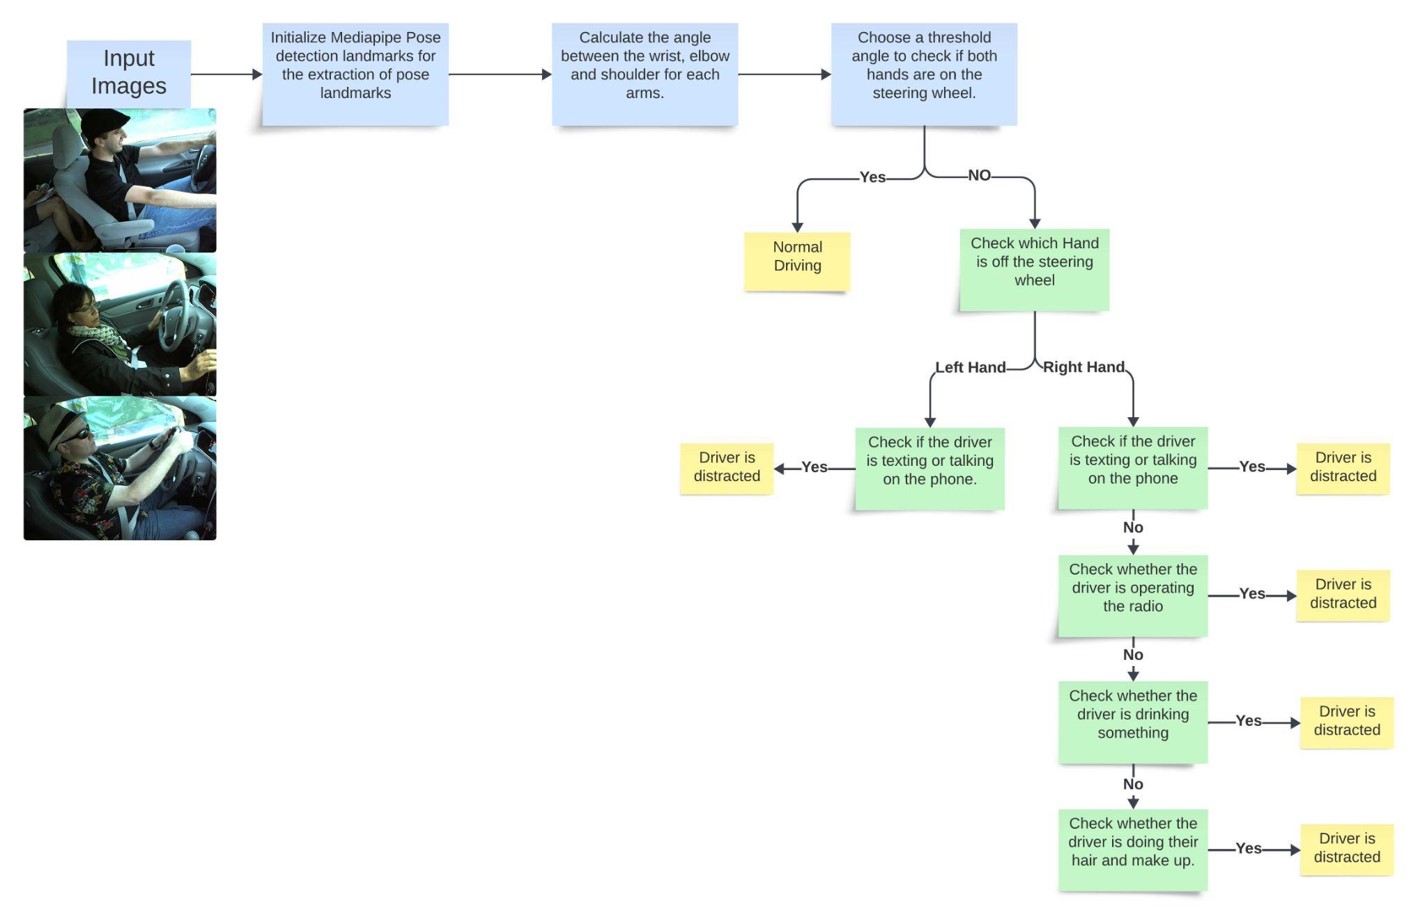 Input
Images
Initialize Mediapipe Pose
detection landmarks for
the extraction of pose
landmarks
Calculate the angle
between the wrist, elbow
and shoulder for each
arms.
Choose a threshold
angle to check if both
hands are on the
steering wheel.
Yes
NO
Normal
Driving
Check which Hand
is off the steering
wheel
Left Hand
Right Hand
Driver is
distracted
Yes
Check if the driver
is texting or talking
on the phone.
Check if the driver
is texting or talking
on the phone
Yes
Driver is
distracted
No
Check whether the
driver is operating
the radio
Yes
Driver is
distracted
No
Check whether the
driver is drinking
something
Yes
Driver is
distracted
No
Check whether the
driver is doing their
hair and make up.
Yes
Driver is
distracted